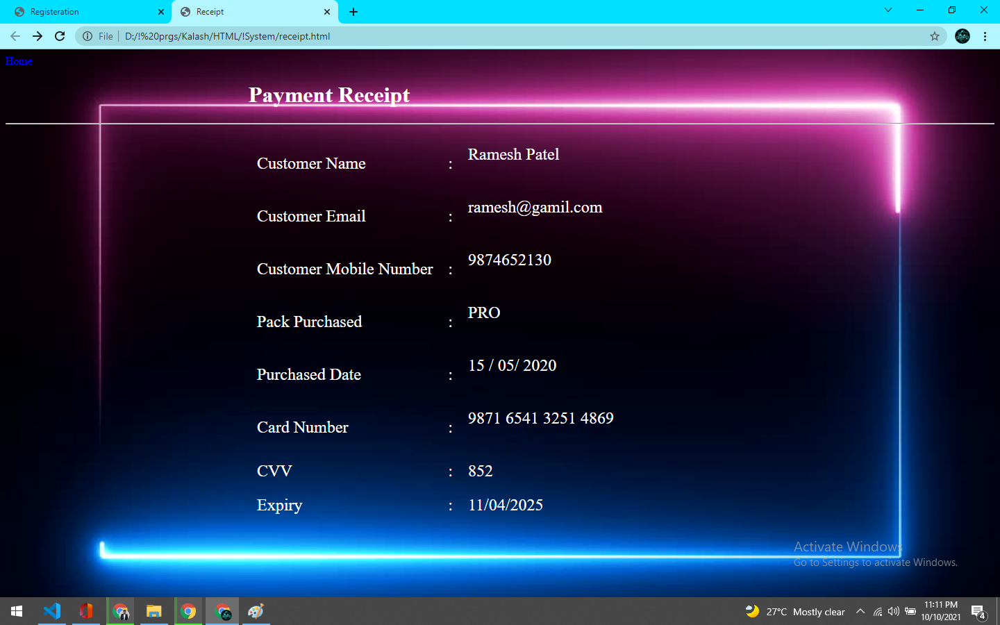 Registeration
Receipt
File
D:/!%20prgs/Kalash/HTML/!System/receipt.html
Home
Payment Receipt
Customer Name : Ramesh Patel
Customer Email : ramesh@gamil.com
Customer Mobile Number : 9874652130
Pack Purchased : PRO
Purchased Date : 15 / 05/ 2020
Card Number : 9871 6541 3251 4869
CVV : 852
Expiry : 11/04/2025
Activate Windows
Go to Settings to activate Windows.
27°C Mostly clear
11:11 PM
10/10/2021
4